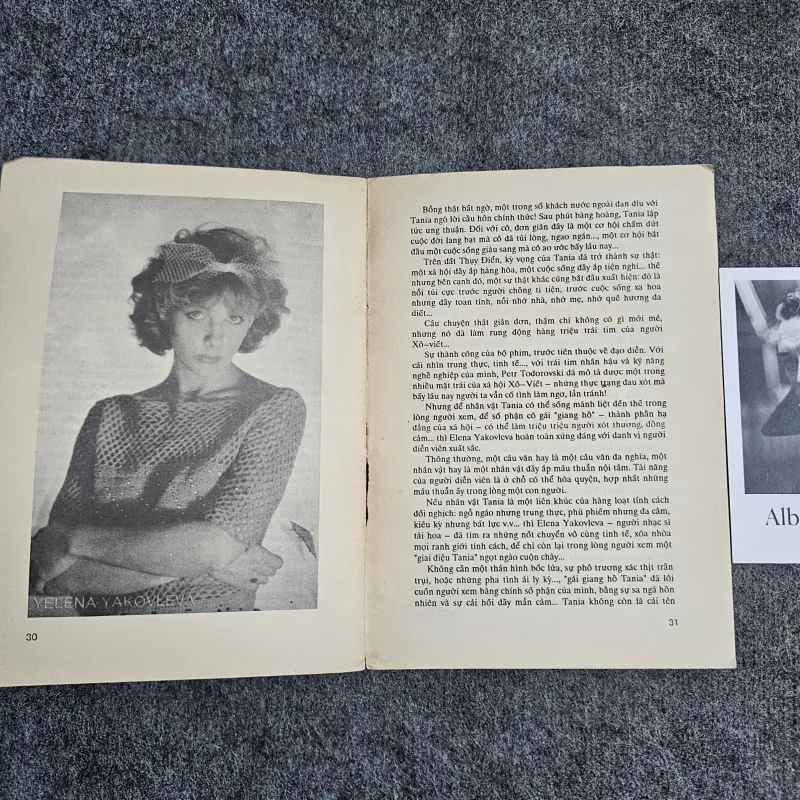 YELENA YAKOVLEVA
30
Bỗng thật bất ngờ, một trong số khách nước ngoài đan díu với
Tania ngỏ lời cầu hôn chính thức! Sau phút bàng hoàng, Tania lập
tức ưng thuận. Đối với cô, đơn giản đây là một cơ hội chấm dứt
cuộc đời lang bạt mà cô đã tủi lòng, ngao ngán..., một cơ hội bắt
đầu một cuộc sống giàu sang mà cô ao ước bấy lâu nay...
Trên đất Thụy Điển, kỳ vọng của Tania đã trở thành sự thật:
một xã hội đầy ắp hàng hóa, một cuộc sống đầy ắp tiện nghi... thế
nhưng bên cạnh đó, một sự thật khác cũng bắt đầu xuất hiện: đó là
nỗi tủi cực trước người chồng ti tiện, trước cuộc sống xa hoa
nhưng đầy toan tính, nỗi nhớ nhà, nhớ mẹ, nhớ quê hương da
diết...
Câu chuyện thật giản đơn, thậm chí không có gì mới mẻ,
nhưng nó đã làm rung động hàng triệu trái tim của người
Xô-viết...
Sự thành công của bộ phim, trước tiên thuộc về đạo diễn. Với
cái nhìn trung thực, tinh tế..., với trái tim nhân hậu và kỹ năng
nghề nghiệp của mình, Petr Todorovski đã mô tả được một trong
nhiều mặt trái của xã hội Xô-Viết – những thực trạng đau xót mà
bấy lâu nay người ta vẫn cố tình làm ngơ, lẩn tránh!
Nhưng để nhân vật Tania có thể sống mãnh liệt đến thế trong
lòng người xem, để số phận cô gái "giang hồ" – thành phần hạ
đẳng của xã hội – có thể làm triệu triệu người xót thương, đồng
cảm... thì Elena Yakovleva hoàn toàn xứng đáng với danh vị người
diễn viên xuất sắc.
Thông thường, một câu văn hay là một câu văn đa nghĩa, một
nhân vật hay là một nhân vật đầy ắp mâu thuẫn nội tâm. Tài năng
của người diễn viên là ở chỗ có thể hòa quyện, hợp nhất những
mâu thuẫn ấy trong lòng một con người.
Nếu nhân vật Tania là một liên khúc của hàng loạt tính cách
đối nghịch: ngổ ngáo nhưng trung thực, phù phiếm nhưng đa cảm,
kiêu kỳ nhưng bất lực v.v... thì Elena Yakovleva – người nhạc sĩ
tài hoa – đã tìm ra những nốt chuyển vô cùng tinh tế, xóa nhòa
mọi ranh giới tính cách, để chỉ còn lại trong lòng người xem một
"giai điệu Tania" ngọt ngào cuộn chảy...
Không cần một thân hình bốc lửa, sự phô trương xác thịt trần
trụi, hoặc những pha tình ái ly kỳ..., "gái giang hồ Tania" đã lôi
cuốn người xem bằng chính số phận của mình, bằng sự sa ngã hồn
nhiên và sự cải hối đầy mẫn cảm... Tania không còn là cái tên
31
Alb